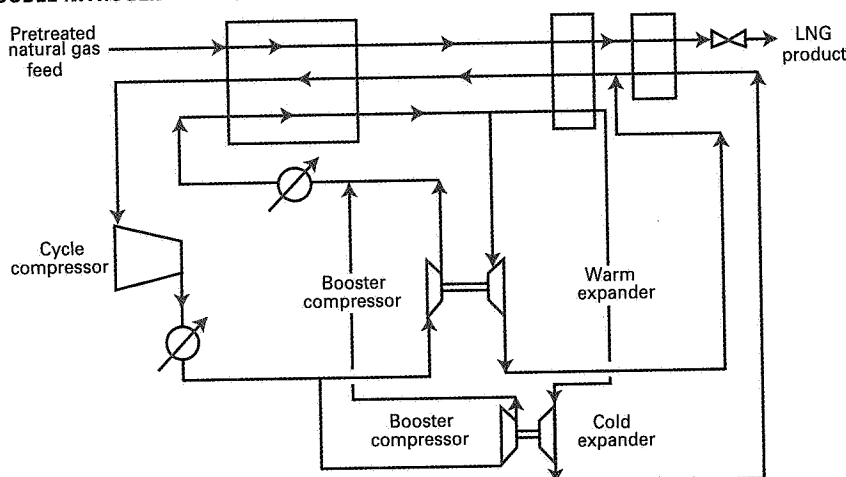 Pretreated
natural gas
feed
LNG
product
Cycle
compressor
Booster
compressor
Warm
expander
Booster
compressor
Cold
expander